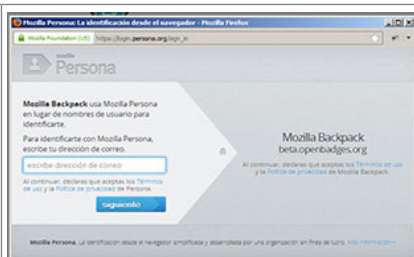 Mozilla Persona: La identificación desde el navegador - Mozilla Firefox
Mozilla Foundation (US) https://login.persona.org/sign_in
mozilla
Persona
Mozilla Backpack usa Mozilla Persona
en lugar de nombres de usuario para
identificarte.
Para identificarte con Mozilla Persona,
escribe tu dirección de correo.
escribe dirección de correo
Al continuar, declaras que aceptas los Términos
de uso y la Política de privacidad de Persona.
siguiente
Mozilla Backpack
beta.openbadges.org
Al continuar, declaras que aceptas los Términos de uso
y la Política de privacidad de Mozilla Backpack.
Mozilla Persona. La identificación desde el navegador simplificada y desarrollada por una organización sin fines de lucro. Más información